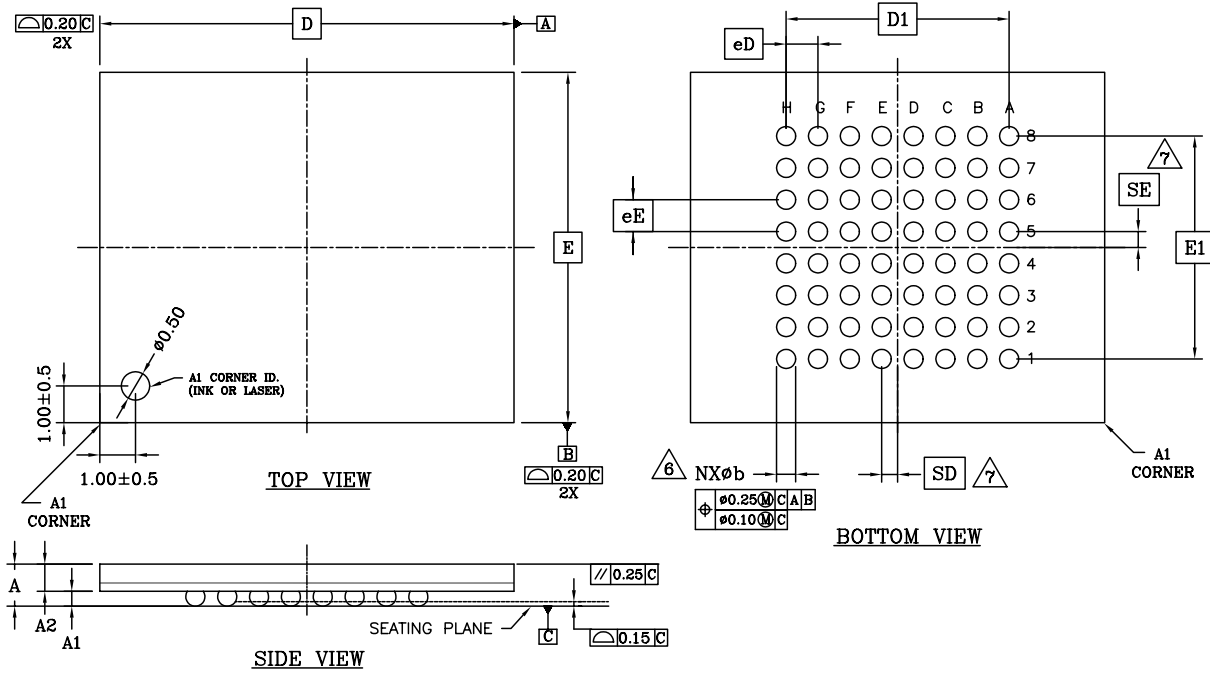 ⌓ 0.20 C
2X
D
A
E
ø0.50
A1 CORNER ID.
(INK OR LASER)
1.00±0.5
1.00±0.5
A1
CORNER
TOP VIEW
B
⌓ 0.20 C
2X
D1
eD
H G F E D C B A
8
7
6
5
4
3
2
1
7
SE
eE
E1
6 NXøb
⌖ ø0.25Ⓜ C A B
ø0.10Ⓜ C
SD 7
A1
CORNER
BOTTOM VIEW
A
A2
A1
// 0.25 C
SEATING PLANE
C
⌓ 0.15 C
SIDE VIEW